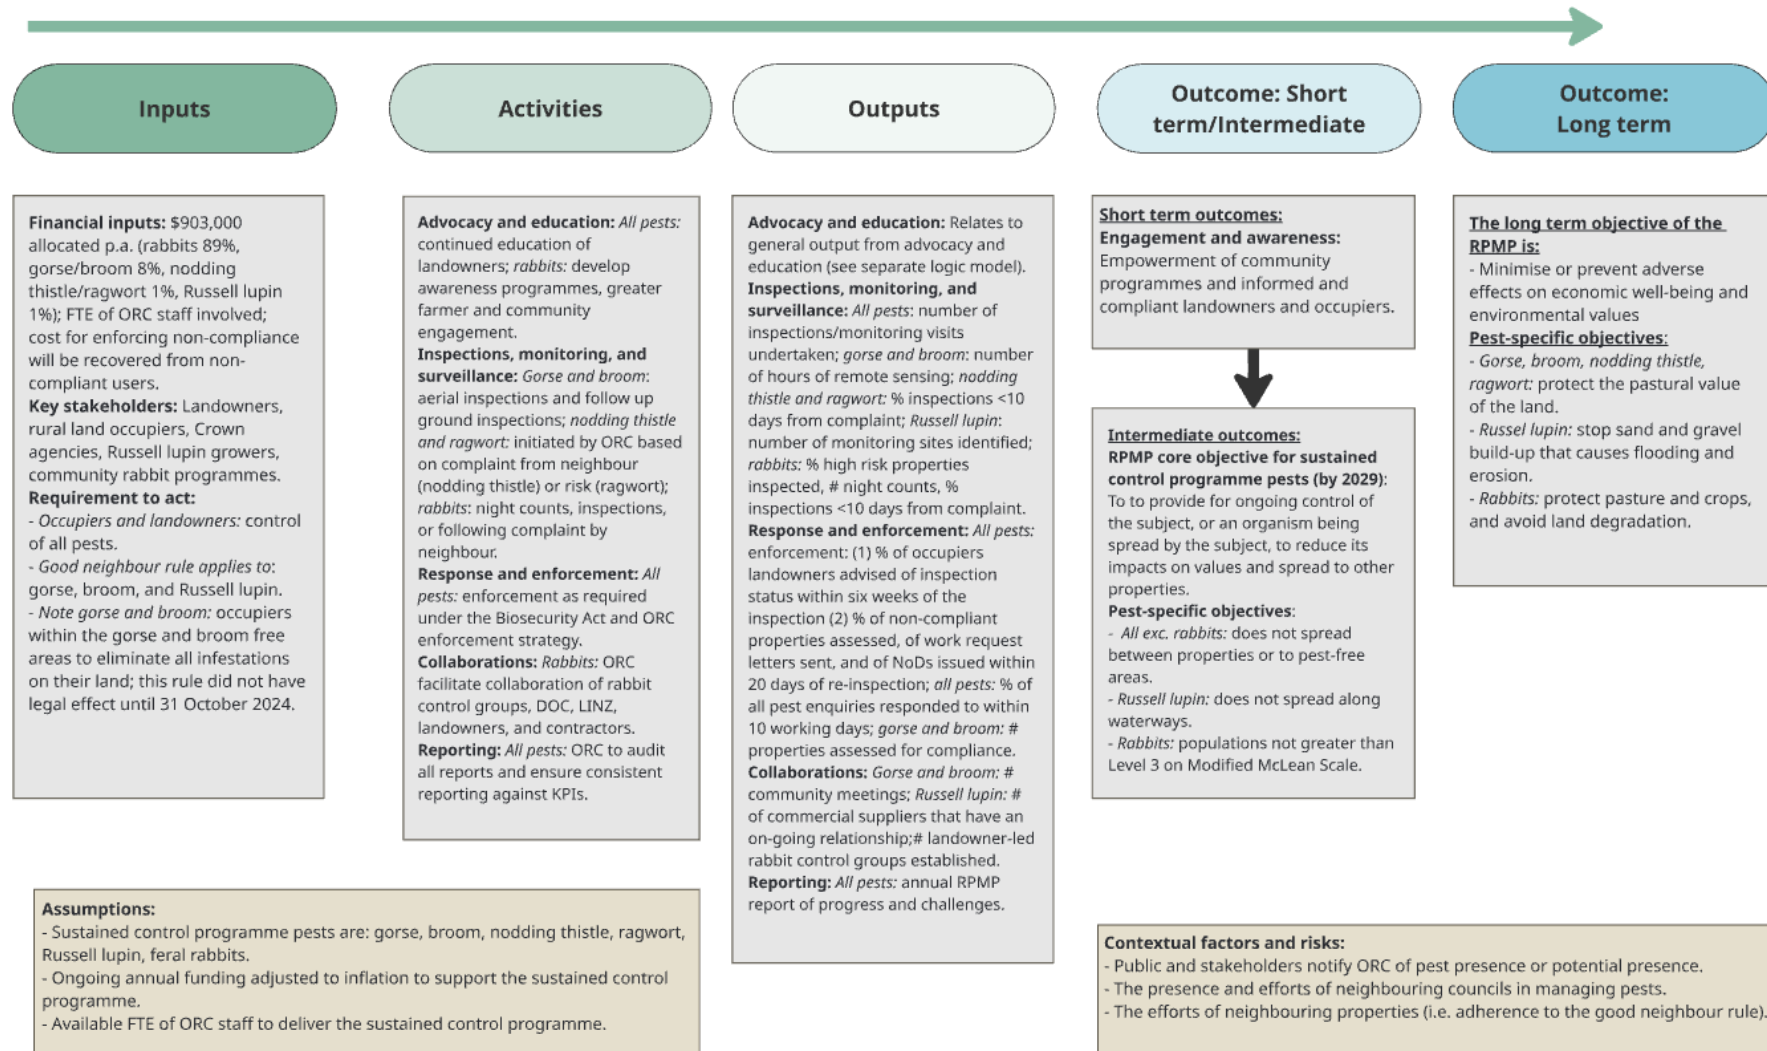 Inputs
Activities
Outputs
Outcome: Short
term/Intermediate
Outcome:
Long term
Financial inputs: $903,000
allocated p.a. (rabbits 89%,
gorse/broom 8%, nodding
thistle/ragwort 1%, Russell lupin
1%); FTE of ORC staff involved;
cost for enforcing non-compliance
will be recovered from non-
compliant users.
Key stakeholders: Landowners,
rural land occupiers, Crown
agencies, Russell lupin growers,
community rabbit programmes.
Requirement to act:
- Occupiers and landowners: control
of all pests.
- Good neighbour rule applies to:
gorse, broom, and Russell lupin.
- Note gorse and broom: occupiers
within the gorse and broom free
areas to eliminate all infestations
on their land; this rule did not have
legal effect until 31 October 2024.
Advocacy and education: All pests:
continued education of
landowners; rabbits: develop
awareness programmes, greater
farmer and community
engagement.
Inspections, monitoring, and
surveillance: Gorse and broom:
aerial inspections and follow up
ground inspections; nodding thistle
and ragwort: initiated by ORC based
on complaint from neighbour
(nodding thistle) or risk (ragwort);
rabbits: night counts, inspections,
or following complaint by
neighbour.
Response and enforcement: All
pests: enforcement as required
under the Biosecurity Act and ORC
enforcement strategy.
Collaborations: Rabbits: ORC
facilitate collaboration of rabbit
control groups, DOC, LINZ,
landowners, and contractors.
Reporting: All pests: ORC to audit
all reports and ensure consistent
reporting against KPIs.
Advocacy and education: Relates to
general output from advocacy and
education (see separate logic model).
Inspections, monitoring, and
surveillance: All pests: number of
inspections/monitoring visits
undertaken; gorse and broom: number
of hours of remote sensing; nodding
thistle and ragwort: % inspections <10
days from complaint; Russell lupin:
number of monitoring sites identified;
rabbits: % high risk properties
inspected, # night counts, %
inspections <10 days from complaint.
Response and enforcement: All pests:
enforcement: (1) % of occupiers
landowners advised of inspection
status within six weeks of the
inspection (2) % of non-compliant
properties assessed, of work request
letters sent, and of NoDs issued within
20 days of re-inspection; all pests: % of
all pest enquiries responded to within
10 working days; gorse and broom: #
properties assessed for compliance.
Collaborations: Gorse and broom: #
community meetings; Russell lupin: #
of commercial suppliers that have an
on-going relationship;# landowner-led
rabbit control groups established.
Reporting: All pests: annual RPMP
report of progress and challenges.
Short term outcomes:
Engagement and awareness:
Empowerment of community
programmes and informed and
compliant landowners and occupiers.
Intermediate outcomes:
RPMP core objective for sustained
control programme pests (by 2029):
To to provide for ongoing control of
the subject, or an organism being
spread by the subject, to reduce its
impacts on values and spread to other
properties.
Pest-specific objectives:
- All exc. rabbits: does not spread
between properties or to pest-free
areas.
- Russell lupin: does not spread along
waterways.
- Rabbits: populations not greater than
Level 3 on Modified McLean Scale.
The long term objective of the
RPMP is:
- Minimise or prevent adverse
effects on economic well-being and
environmental values
Pest-specific objectives:
- Gorse, broom, nodding thistle,
ragwort: protect the pastural value
of the land.
- Russel lupin: stop sand and gravel
build-up that causes flooding and
erosion.
- Rabbits: protect pasture and crops,
and avoid land degradation.
Assumptions:
- Sustained control programme pests are: gorse, broom, nodding thistle, ragwort,
Russell lupin, feral rabbits.
- Ongoing annual funding adjusted to inflation to support the sustained control
programme.
- Available FTE of ORC staff to deliver the sustained control programme.
Contextual factors and risks:
- Public and stakeholders notify ORC of pest presence or potential presence.
- The presence and efforts of neighbouring councils in managing pests.
- The efforts of neighbouring properties (i.e. adherence to the good neighbour rule).